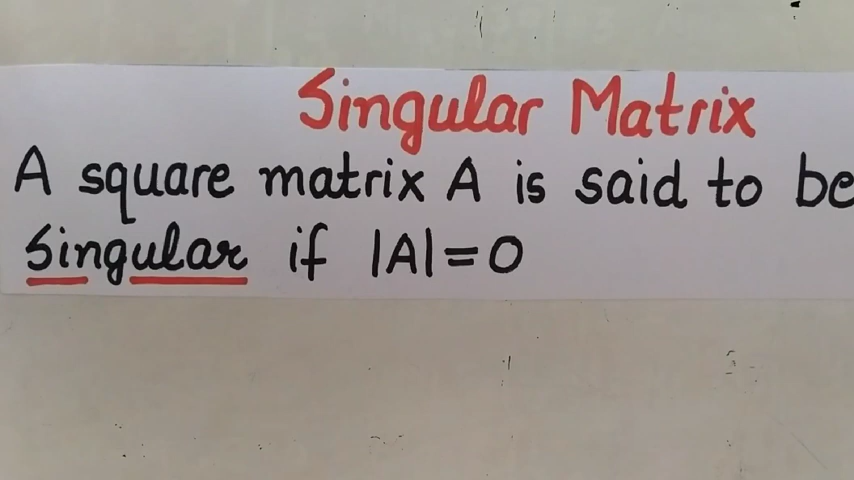 Singular Matrix
A square matrix A is said to be
Singular if |A|=0